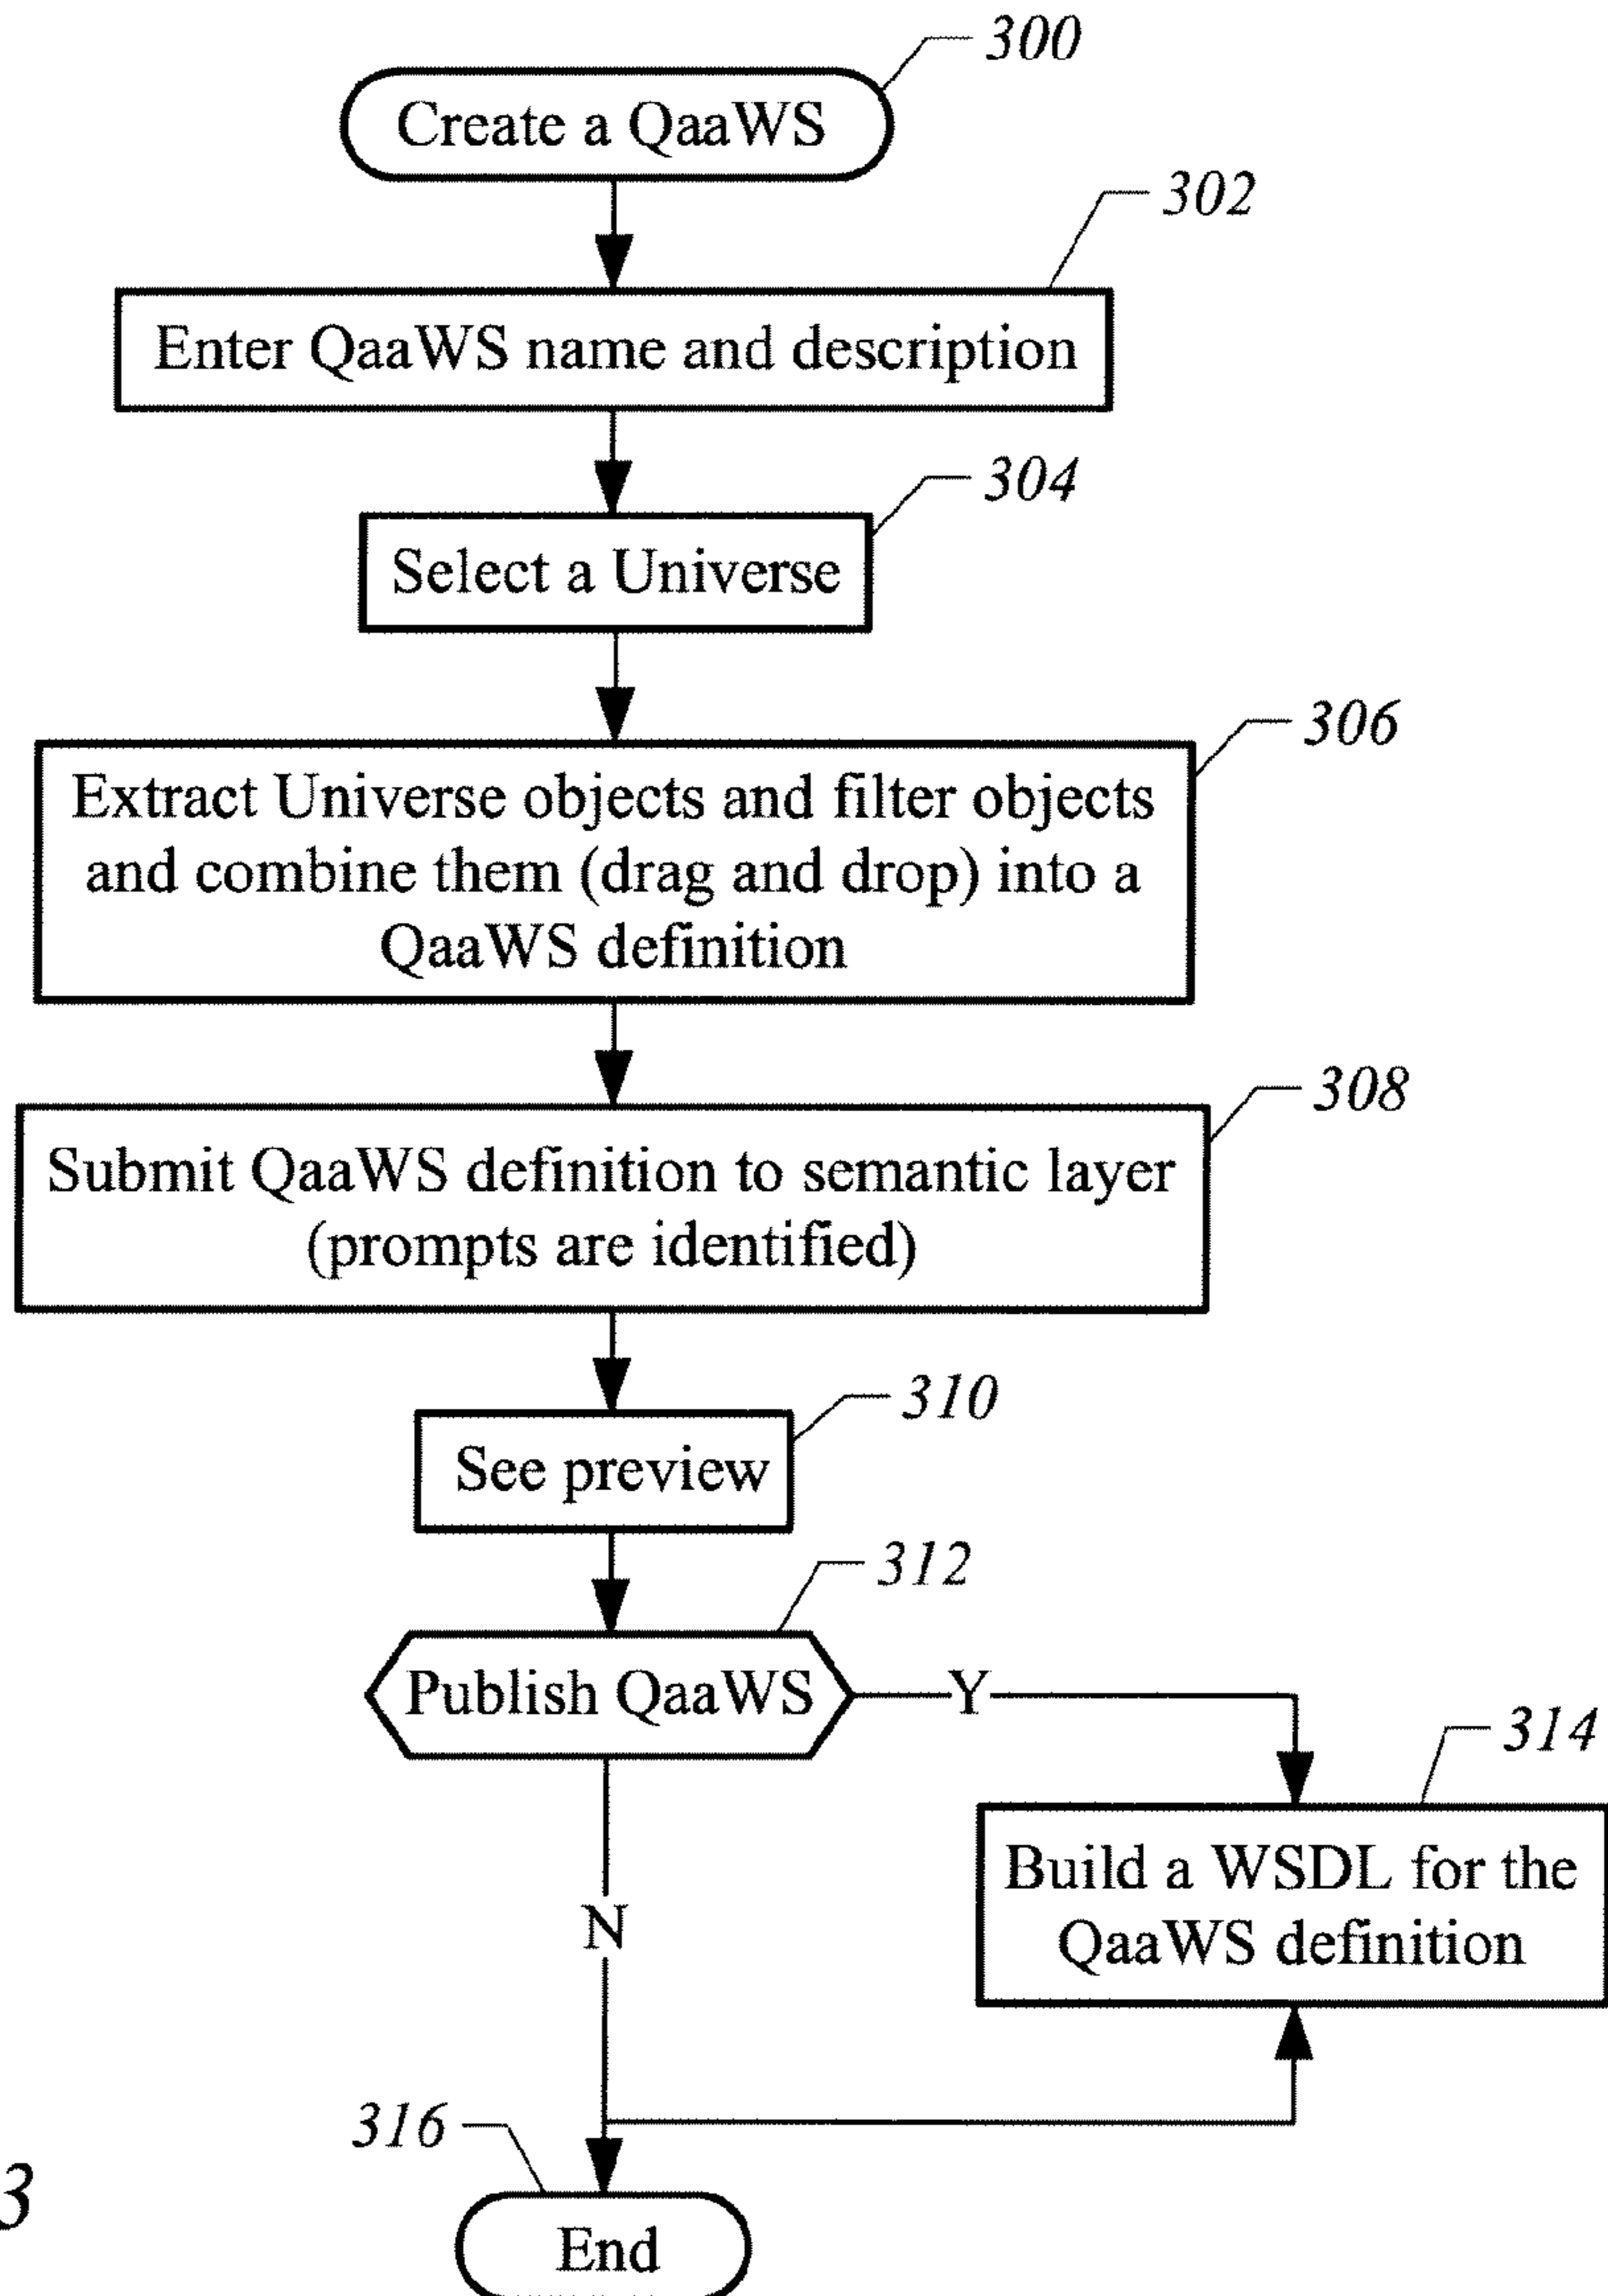 300
Create a QaaWS
302
Enter QaaWS name and description
304
Select a Universe
306
Extract Universe objects and filter objects
and combine them (drag and drop) into a
QaaWS definition
308
Submit QaaWS definition to semantic layer
(prompts are identified)
310
See preview
312
Publish QaaWS
Y
314
Build a WSDL for the
QaaWS definition
N
316
3
End